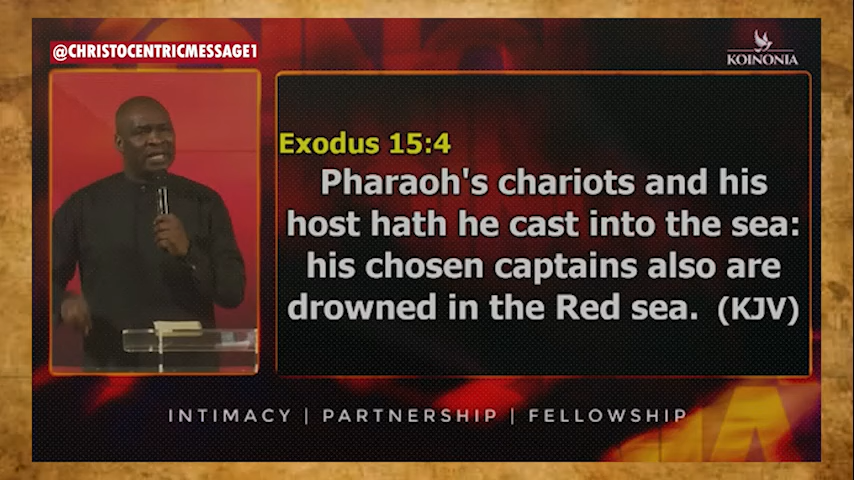 @CHRISTOCENTRICMESSAGE1
KOINONIA
Exodus 15:4
Pharaoh's chariots and his
host hath he cast into the sea:
his chosen captains also are
drowned in the Red sea. (KJV)
INTIMACY | PARTNERSHIP | FELLOWSHIP